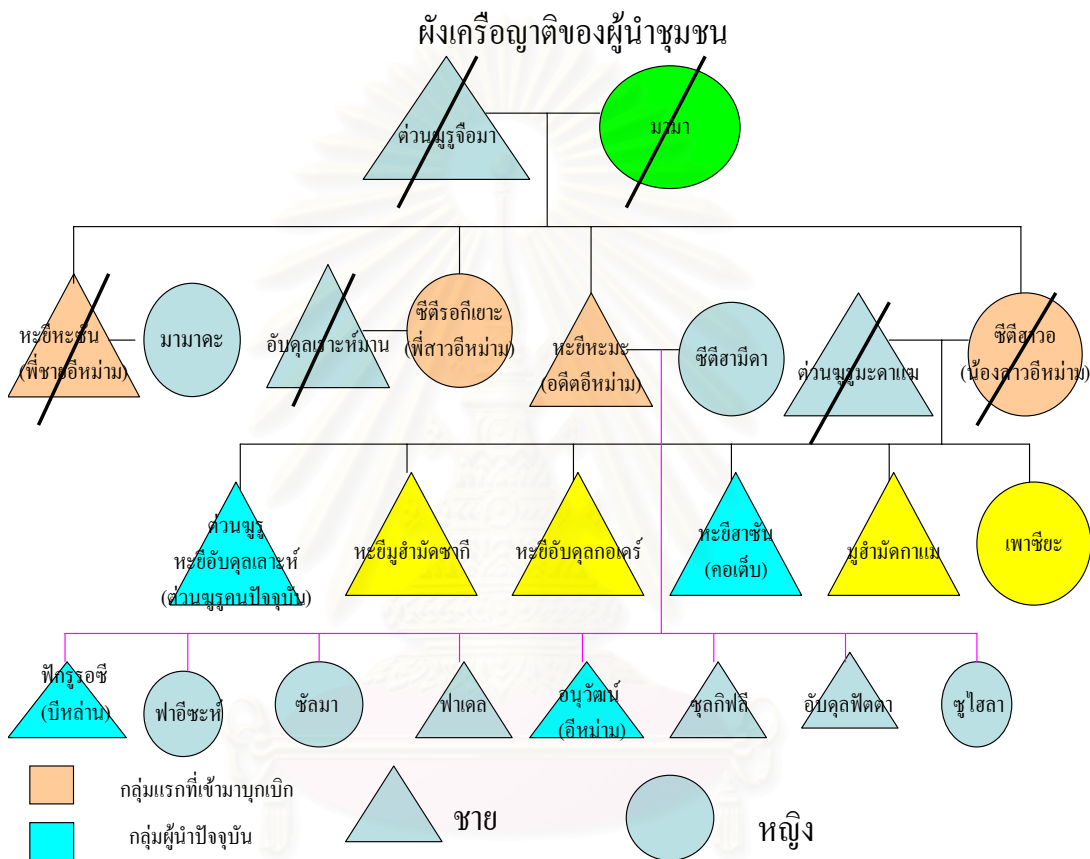 ผังเครือญาติของผู้นำชุมชน
ต่วนฆูรูจือมา
มามา
หะยีหะซัน
(พี่ชายอีหม่าม)
มามาดะ
อับดุลเลาะห์มาน
ซีตีรอกีเยาะ
(พี่สาวอีหม่าม)
หะยีหะมะ
(อดีตอีหม่าม)
ซีตีฮามีดา
ต่วนฆูรูมะดาแม
ซีตีฮาวอ
(น้องสาวอีหม่าม)
ต่วนฆูรู
หะยีอับดุลเลาะห์
(ต่วนฆูรูคนปัจจุบัน)
หะยีมูฮำมัดซากี
หะยีอับดุลกอเดร์
หะยีฮาซัน
(คอเต็บ)
มูฮำมัดกาแม
เพาซียะ
ฟักรูรอซี
(บีหล่าน)
ฟาอีซะห์
ซัลมา
ฟาเดล
อนุวัฒน์
(อีหม่าม)
ซุลกิฟลี
อับดุลฟัตตา
ซูไฮลา
กลุ่มแรกที่เข้ามาบุกเบิก
กลุ่มผู้นำปัจจุบัน
ชาย
หญิง